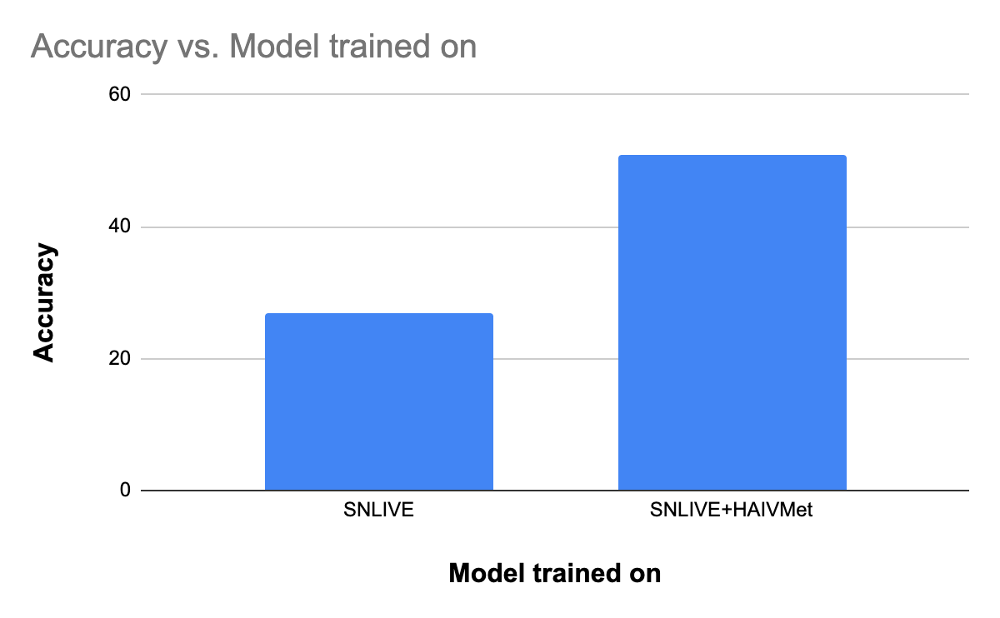 Accuracy vs. Model trained on
60
40
20
0
Accuracy
SNLIVE
SNLIVE+HAIVMet
Model trained on